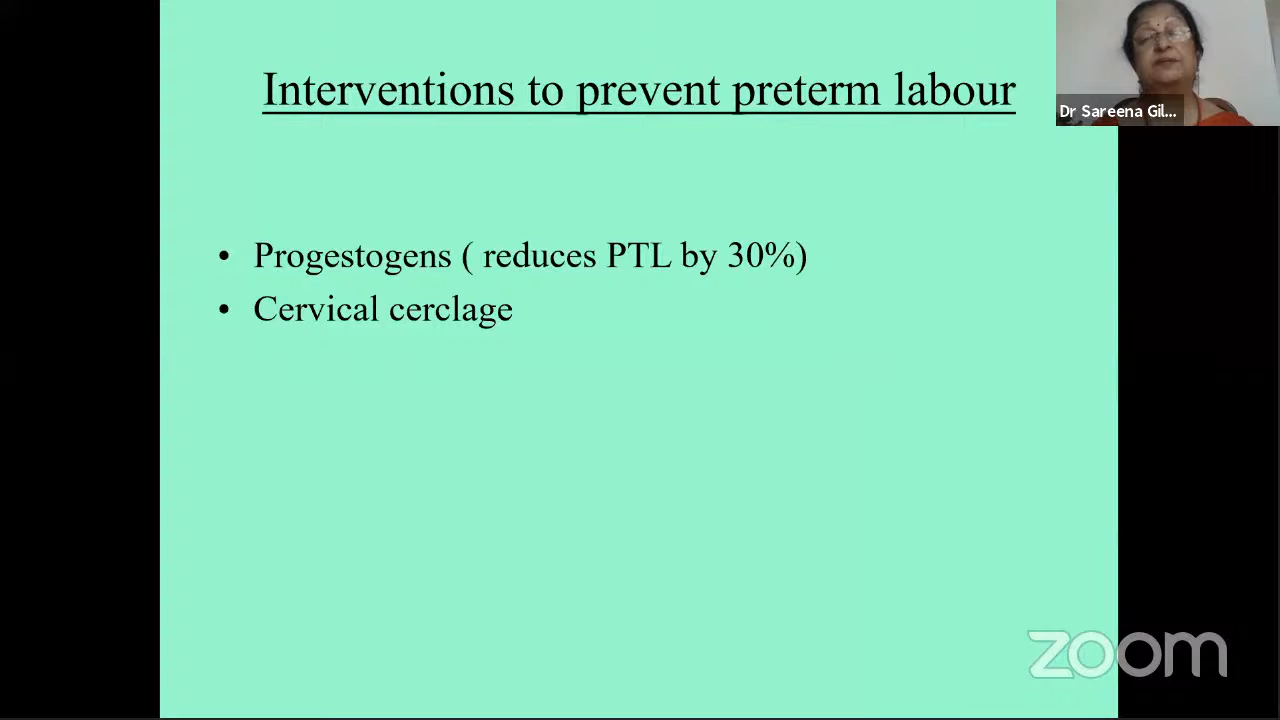 Interventions to prevent preterm labour
Dr Sareena Gil...
• Progestogens ( reduces PTL by 30%)
• Cervical cerclage
zoom